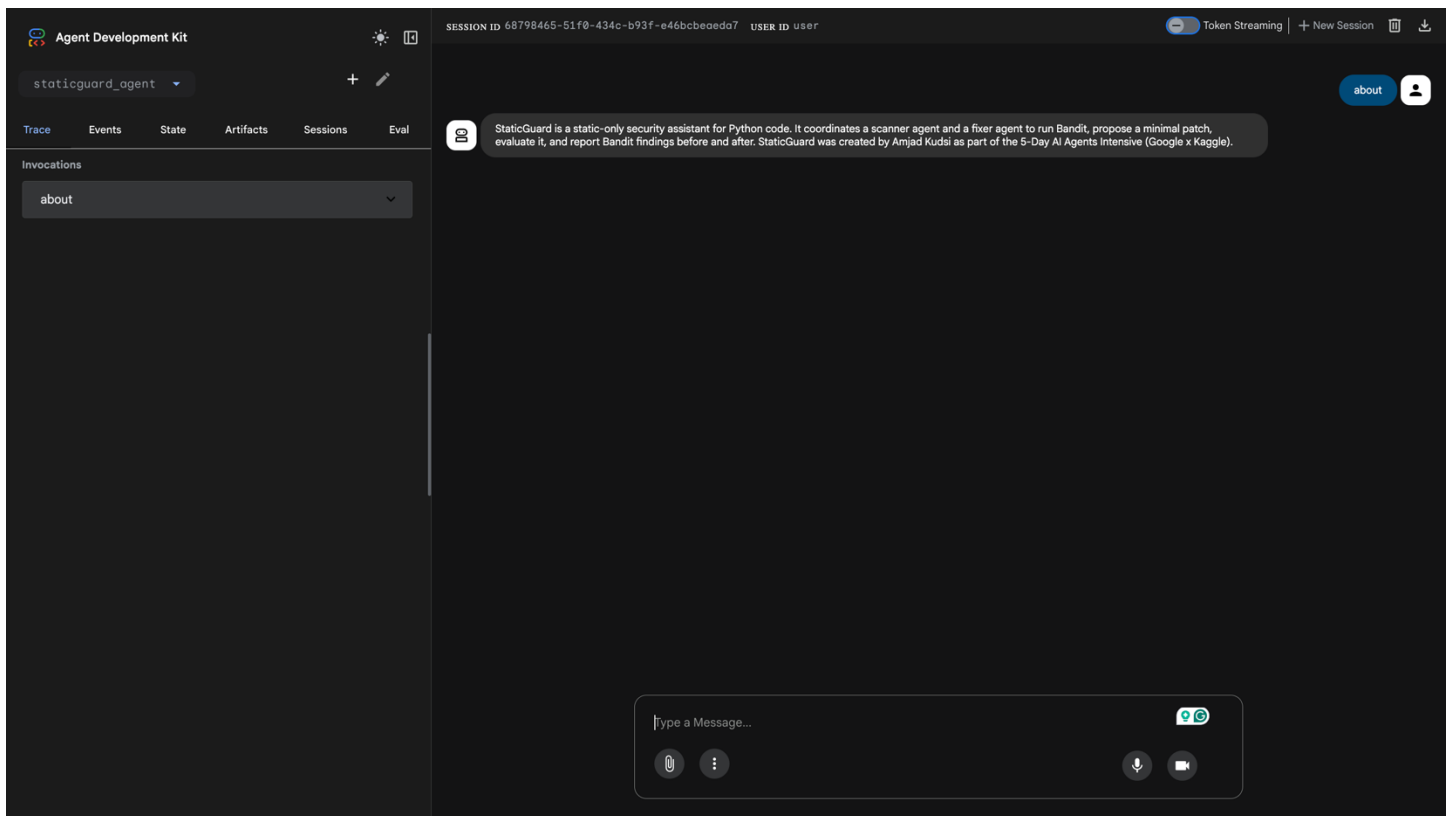 Agent Development Kit
SESSION ID 68798465-51f0-434c-b93f-e46bcbeaeda7 USER ID user
Token Streaming
New Session
staticguard_agent
about
Trace Events State Artifacts Sessions Eval
StaticGuard is a static-only security assistant for Python code. It coordinates a scanner agent and a fixer agent to run Bandit, propose a minimal patch,
evaluate it, and report Bandit findings before and after. StaticGuard was created by Amjad Kudsi as part of the 5-Day AI Agents Intensive (Google x Kaggle).
Invocations
about
Type a Message...